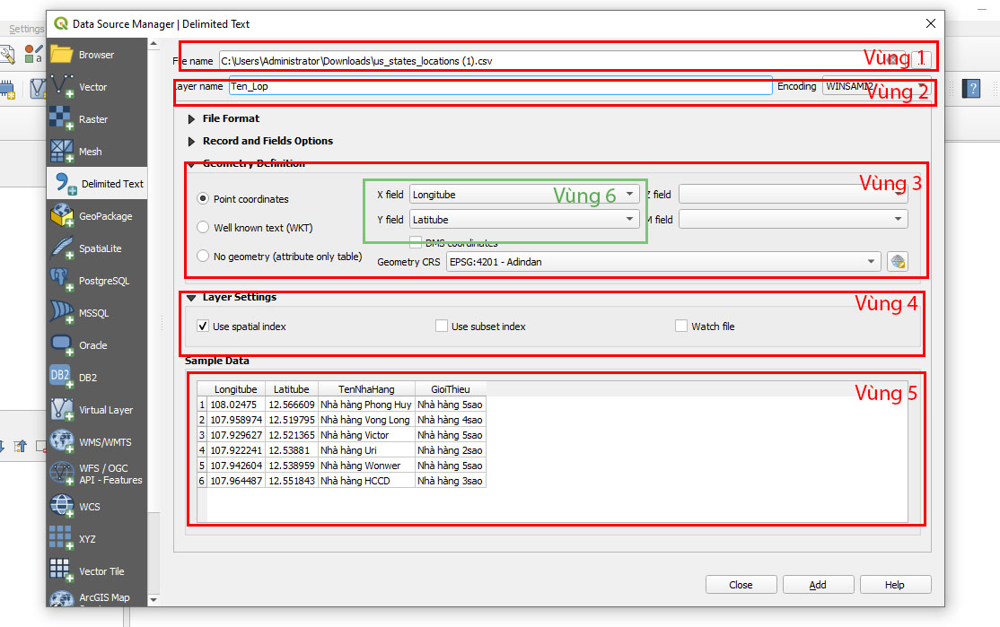 Settings
Data Source Manager | Delimited Text
Browser
Vector
Raster
Mesh
Delimited Text
GeoPackage
SpatiaLite
PostgreSQL
MSSQL
Oracle
DB2
DB2
Virtual Layer
WMS/WMTS
WFS / OGC
API - Features
WCS
XYZ
Vector Tile
ArcGIS Map
File name C:\Users\Administrator\Downloads\us_states_locations (1).csv ... Vùng 1
Layer name Ten_Lop Encoding WINSAMI2 Vùng 2
File Format
Record and Fields Options
Geometry Definition
Vùng 3
Point coordinates X field Longitube Vùng 6 Z field
Well known text (WKT) Y field Latitube M field
DMS coordinates
No geometry (attribute only table) Geometry CRS EPSG:4201 - Adindan
Layer Settings Vùng 4
Use spatial index Use subset index Watch file
Sample Data
Vùng 5
Longitube Latitube TenNhaHang GioiThieu
1 108.02475 12.566609 Nhà hàng Phong Huy Nhà hàng 5sao
2 107.958974 12.519795 Nhà hàng Vong Long Nhà hàng 4sao
3 107.929627 12.521365 Nhà hàng Victor Nhà hàng 5sao
4 107.922241 12.53881 Nhà hàng Uri Nhà hàng 2sao
5 107.942604 12.538959 Nhà hàng Wonwer Nhà hàng 5sao
6 107.964487 12.551843 Nhà hàng HCCD Nhà hàng 3sao
Close Add Help